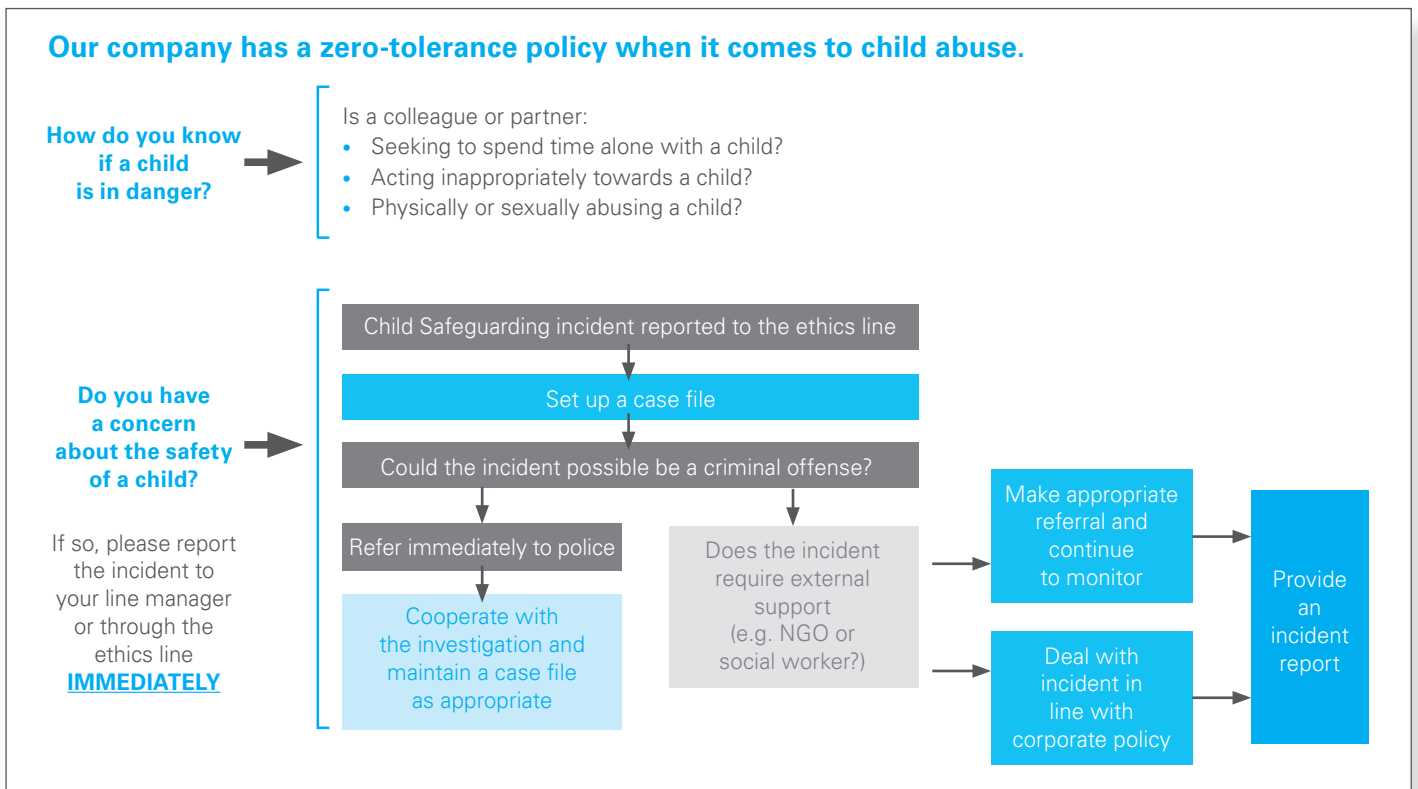 Our company has a zero-tolerance policy when it comes to child abuse.
How do you know
if a child
is in danger?
Is a colleague or partner:
• Seeking to spend time alone with a child?
• Acting inappropriately towards a child?
• Physically or sexually abusing a child?
Do you have
a concern
about the safety
of a child?
If so, please report
the incident to
your line manager
or through the
ethics line
IMMEDIATELY
Child Safeguarding incident reported to the ethics line
Set up a case file
Could the incident possible be a criminal offense?
Refer immediately to police
Cooperate with
the investigation and
maintain a case file
as appropriate
Does the incident
require external
support
(e.g. NGO or
social worker?)
Make appropriate
referral and
continue
to monitor
Deal with
incident in
line with
corporate policy
Provide
an
incident
report